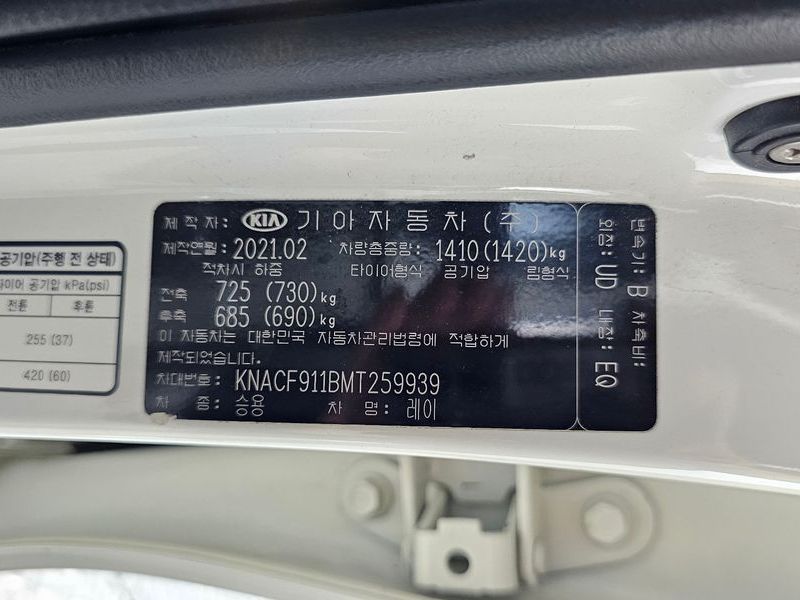 공기압(주행 전 상태)
타이어 공기압 kPa(psi)
전륜 후륜
255 (37)
420 (60)
제 작 자: KIA 기아자동차(주)
제작연월: 2021.02 차량총중량: 1410(1420)kg
적차시 하중 타이어형식 공기압 림형식
전축 725 (730)kg
후축 685 (690)kg
이 자동차는 대한민국 자동차관리법령에 적합하게
제작되었습니다.
차대번호: KNACF911BMT259939
차 종: 승용 차 명: 레이
변속기: B 차축비:
외장: UD 내장: EQ